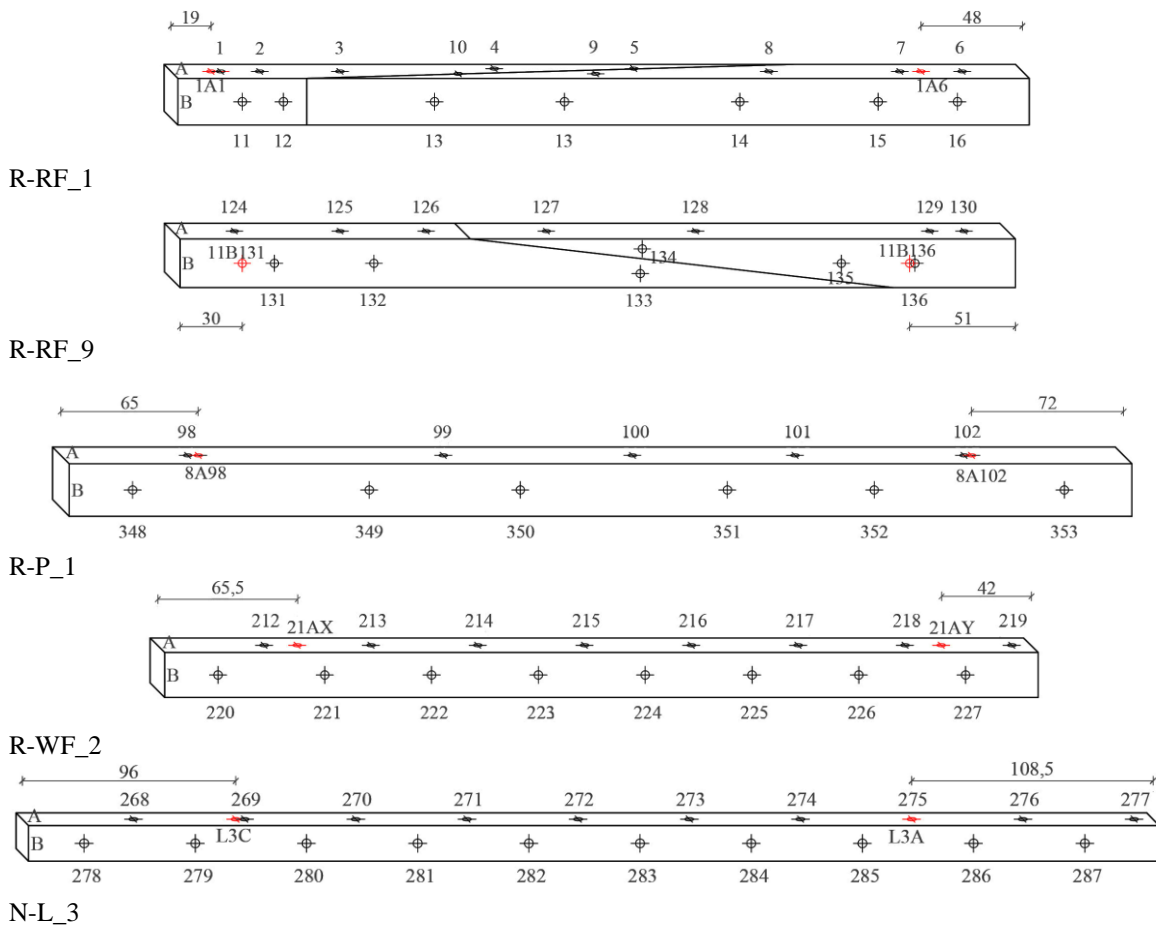 19 48
1 2 3 10 4 9 5 8 7 6
A 1A1 1A6
B
11 12 13 13 14 15 16
R-RF_1
124 125 126 127 128 129 130
A
B 11B131 134 135 11B136
131 132 133 136
30 51
R-RF_9
65 72
98 99 100 101 102
A
8A98 8A102
B
348 349 350 351 352 353
R-P_1
65,5 42
212 21AX 213 214 215 216 217 218 21AY 219
A
B
220 221 222 223 224 225 226 227
R-WF_2
96 108,5
268 269 270 271 272 273 274 275 276 277
A
B L3C L3A
278 279 280 281 282 283 284 285 286 287
N-L_3